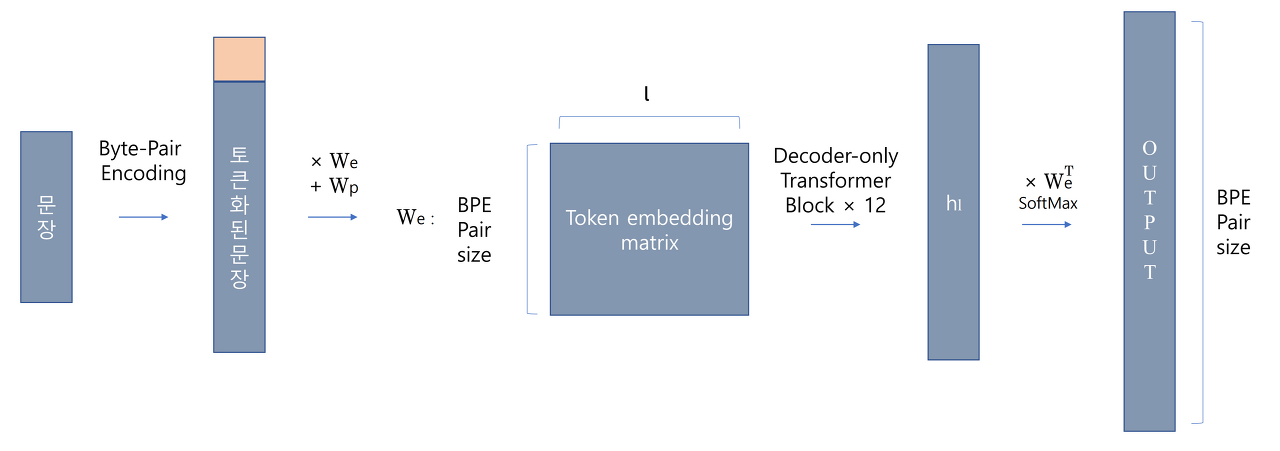 문장
Byte-Pair
Encoding
토큰화된문장
× We
+ Wp
We :
BPE
Pair
size
l
Token embedding
matrix
Decoder-only
Transformer
Block × 12
hl
× WeT
SoftMax
OUTPUT
BPE
Pair
size